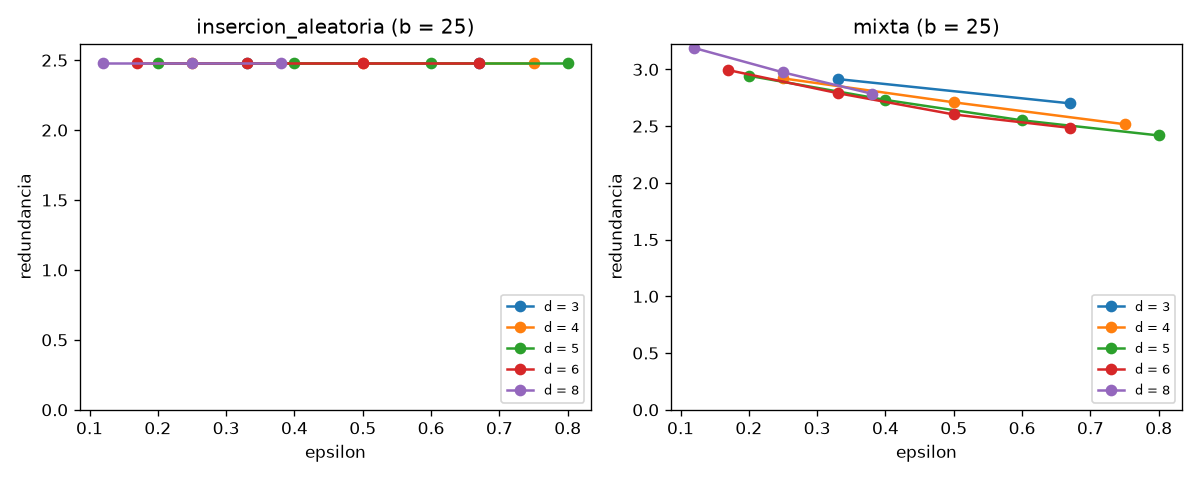 insercion_aleatoria (b = 25)
redundancia
2.5
2.0
1.5
1.0
0.5
0.0
0.1 0.2 0.3 0.4 0.5 0.6 0.7 0.8
epsilon
d = 3
d = 4
d = 5
d = 6
d = 8
mixta (b = 25)
redundancia
3.0
2.5
2.0
1.5
1.0
0.5
0.0
0.1 0.2 0.3 0.4 0.5 0.6 0.7 0.8
epsilon
d = 3
d = 4
d = 5
d = 6
d = 8